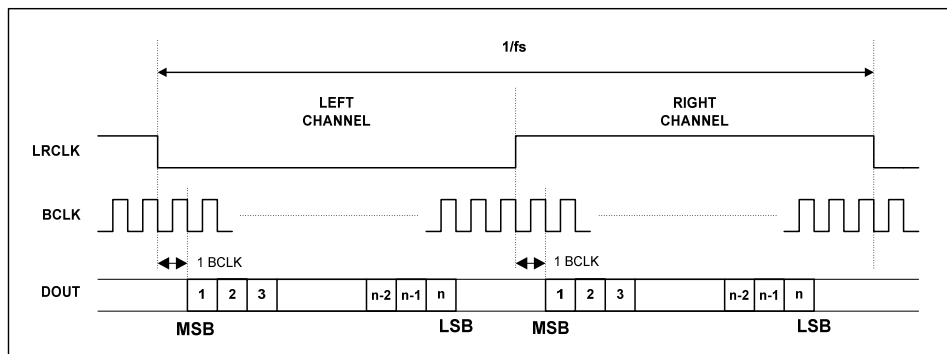 1/fs
LEFT
CHANNEL
RIGHT
CHANNEL
LRCLK
BCLK
1 BCLK
1 BCLK
DOUT
1 2 3 n-2 n-1 n 1 2 3 n-2 n-1 n
MSB LSB MSB LSB